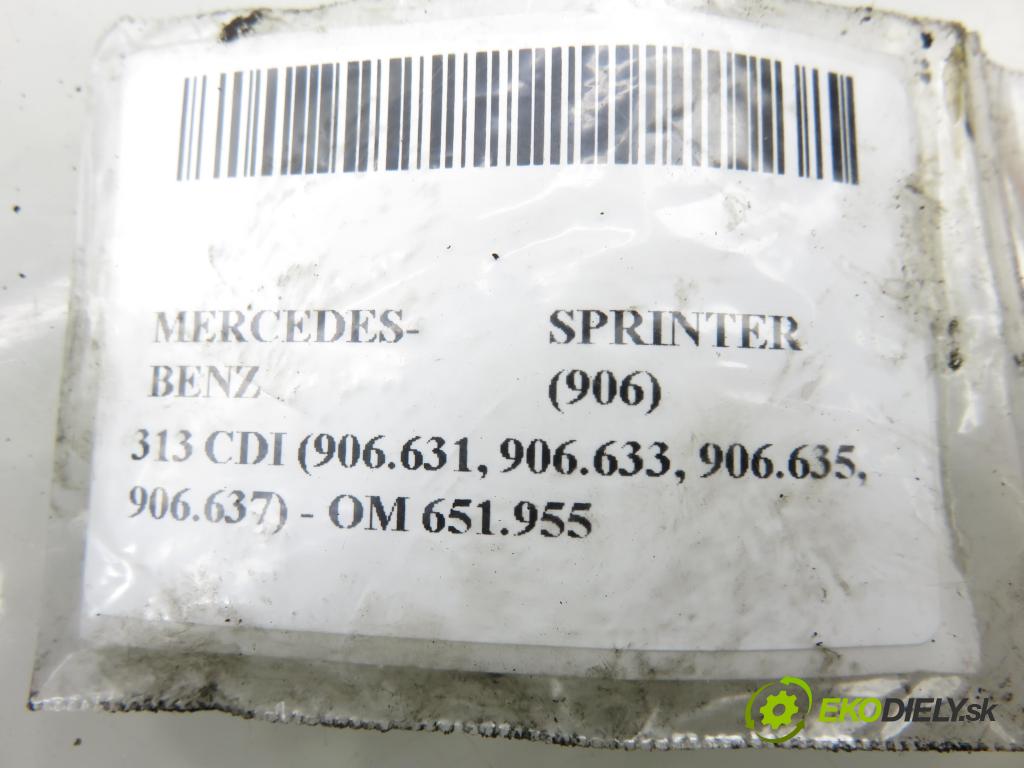 MERCEDES- SPRINTER
BENZ (906)
313 CDI (906.631, 906.633, 906.635,
906.637) - OM 651.955
EKODIELY.sk